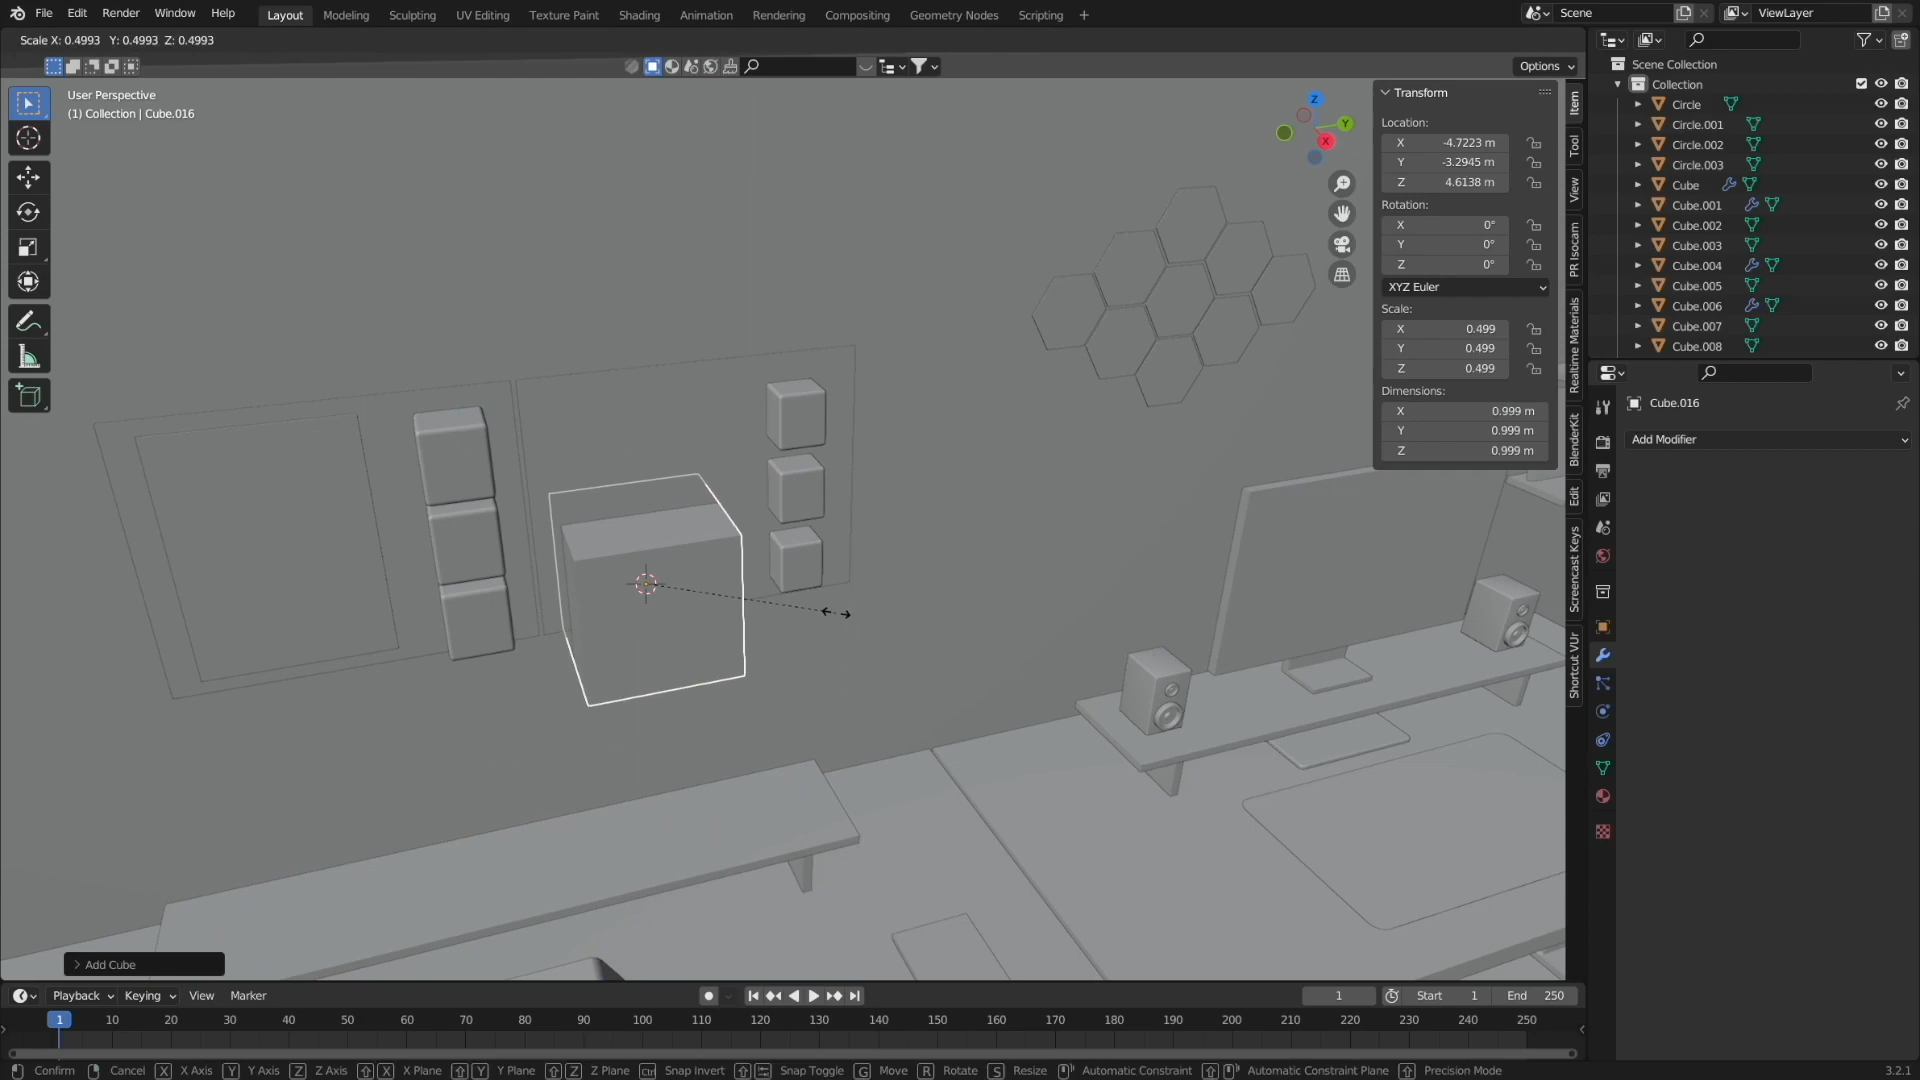 File Edit Render Window Help Layout Modeling Sculpting UV Editing Texture Paint Shading Animation Rendering Compositing Geometry Nodes Scripting Scene ViewLayer
Scale X: 0.4993 Y: 0.4993 Z: 0.4993
Options
User Perspective
(1) Collection | Cube.016
Z
Y
X
Transform
Location:
X -4.7223 m
Y -3.2945 m
Z 4.6138 m
Rotation:
X 0°
Y 0°
Z 0°
XYZ Euler
Scale:
X 0.499
Y 0.499
Z 0.499
Dimensions:
X 0.999 m
Y 0.999 m
Z 0.999 m
Item
Tool
View
PR Isocam
Realtime Materials
BlenderKit
Edit
Screencast Keys
Shortcut VUr
Scene Collection
Collection
Circle
Circle.001
Circle.002
Circle.003
Cube
Cube.001
Cube.002
Cube.003
Cube.004
Cube.005
Cube.006
Cube.007
Cube.008
Cube.016
Add Modifier
Add Cube
Playback Keying View Marker 1 Start 1 End 250
1 10 20 30 40 50 60 70 80 90 100 110 120 130 140 150 160 170 180 190 200 210 220 230 240 250
Confirm Cancel X X Axis Y Y Axis Z Z Axis X X Plane Y Y Plane Z Z Plane Ctrl Snap Invert Snap Toggle G Move R Rotate S Resize Automatic Constraint Automatic Constraint Plane Precision Mode 3.2.1